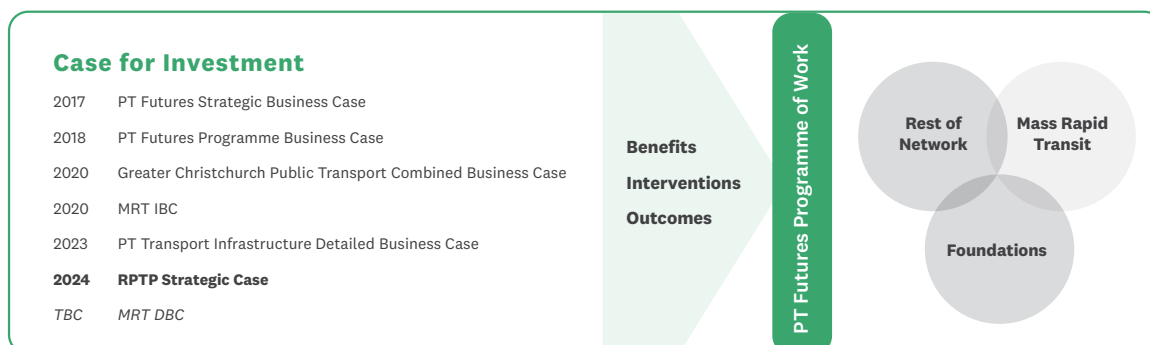 Case for Investment
2017 PT Futures Strategic Business Case
2018 PT Futures Programme Business Case
2020 Greater Christchurch Public Transport Combined Business Case
2020 MRT IBC
2023 PT Transport Infrastructure Detailed Business Case
2024 RPTP Strategic Case
TBC MRT DBC
Benefits
Interventions
Outcomes
PT Futures Programme of Work
Rest of
Network
Mass Rapid
Transit
Foundations